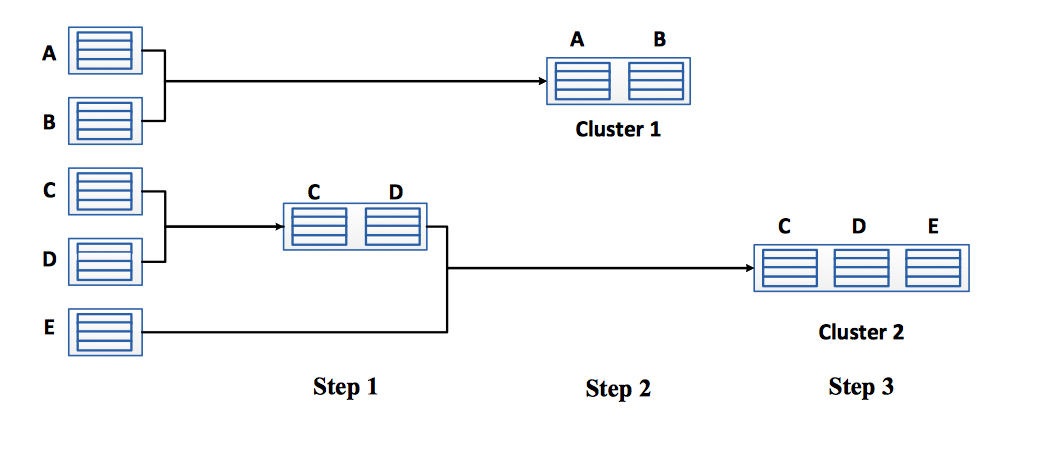 A
B
C
D
E
C D
A B
Cluster 1
C D E
Cluster 2
Step 1 Step 2 Step 3